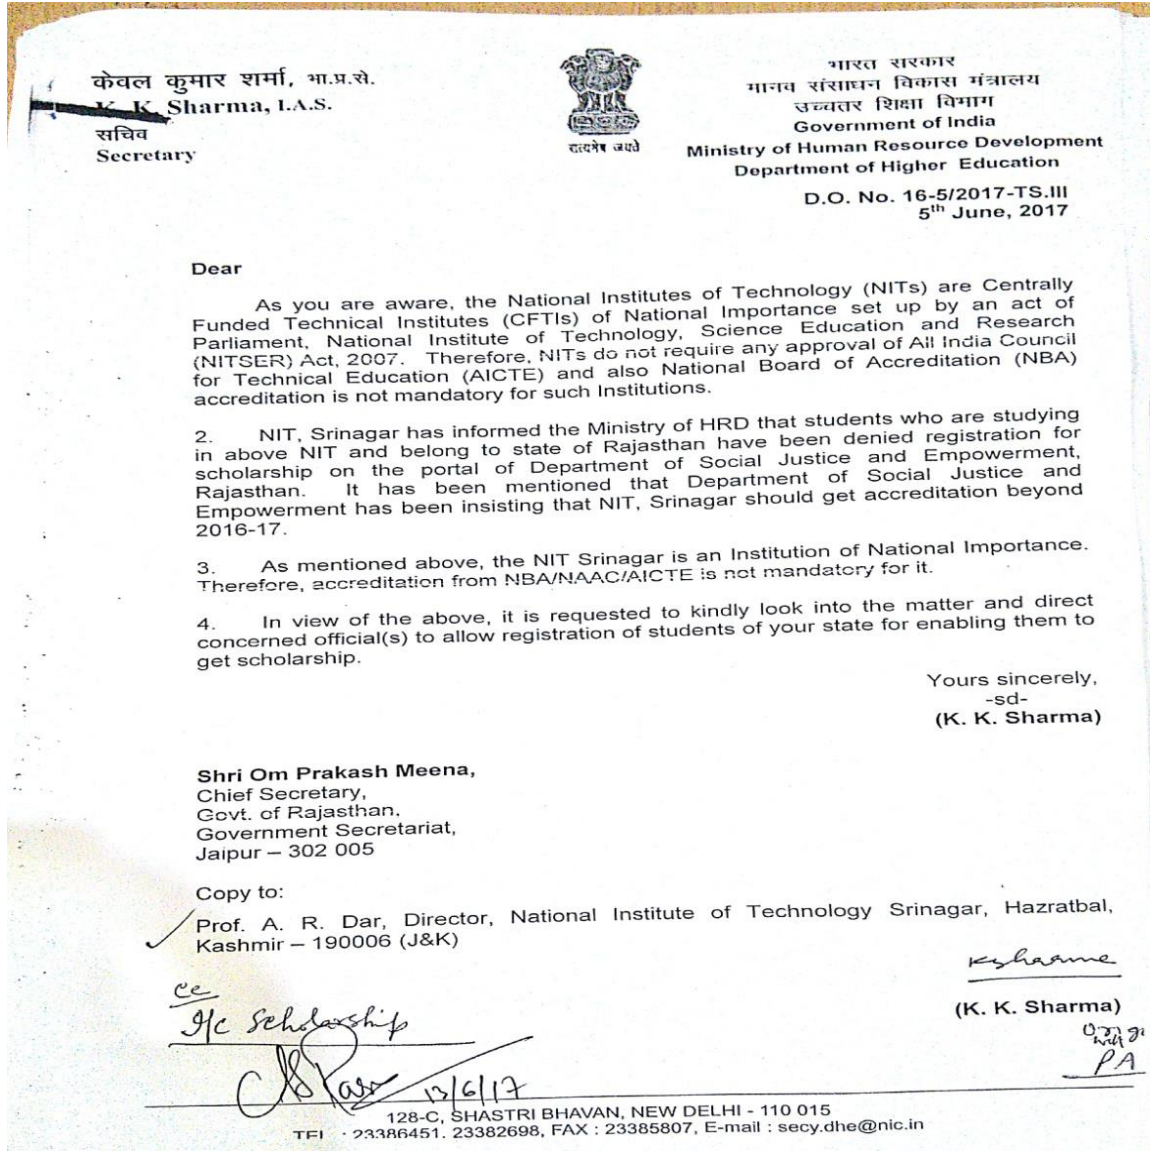 केवल कुमार शर्मा, भा.प्र.से.
K. K. Sharma, I.A.S.
सचिव
Secretary
सत्यमेव जयते
भारत सरकार
मानव संसाधन विकास मंत्रालय
उच्चतर शिक्षा विभाग
Government of India
Ministry of Human Resource Development
Department of Higher Education
D.O. No. 16-5/2017-TS.III
5th June, 2017
Dear
As you are aware, the National Institutes of Technology (NITs) are Centrally
Funded Technical Institutes (CFTIs) of National Importance set up by an act of
Parliament, National Institute of Technology, Science Education and Research
(NITSER) Act, 2007. Therefore, NITs do not require any approval of All India Council
for Technical Education (AICTE) and also National Board of Accreditation (NBA)
accreditation is not mandatory for such Institutions.
2. NIT, Srinagar has informed the Ministry of HRD that students who are studying
in above NIT and belong to state of Rajasthan have been denied registration for
scholarship on the portal of Department of Social Justice and Empowerment,
Rajasthan. It has been mentioned that Department of Social Justice and
Empowerment has been insisting that NIT, Srinagar should get accreditation beyond
2016-17.
3. As mentioned above, the NIT Srinagar is an Institution of National Importance.
Therefore, accreditation from NBA/NAAC/AICTE is not mandatory for it.
4. In view of the above, it is requested to kindly look into the matter and direct
concerned official(s) to allow registration of students of your state for enabling them to
get scholarship.
Yours sincerely,
-sd-
(K. K. Sharma)
Shri Om Prakash Meena,
Chief Secretary,
Govt. of Rajasthan,
Government Secretariat,
Jaipur – 302 005
Copy to:
Prof. A. R. Dar, Director, National Institute of Technology Srinagar, Hazratbal,
Kashmir – 190006 (J&K)
(K. K. Sharma)
cc
I/c Scholarship
13/6/17
PA
128-C, SHASTRI BHAVAN, NEW DELHI - 110 015
TEL : 23386451. 23382698, FAX : 23385807, E-mail : secy.dhe@nic.in